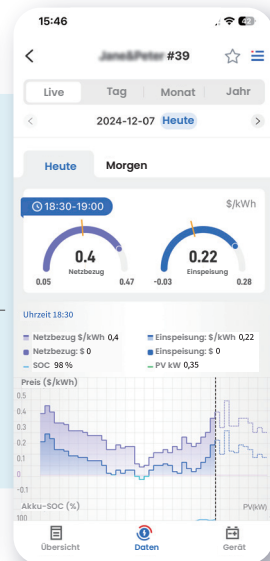 15:46
#39
Live Tag Monat Jahr
2024-12-07 Heute
Heute Morgen
18:30-19:00 $/kWh
0.4 0.22
Netzbezug Einspeisung
0.05 0.47 -0.03 0.28
Uhrzeit 18:30
Netzbezug $/kWh 0,4 Einspeisung: $/kWh 0,22
Netzbezug: $ 0 Einspeisung: $ 0
SOC 98 % PV kW 0,35
Preis ($/kWh)
0.5
0.4
0.3
0.2
0.1
0
-0.1
Akku-SOC (%) PV(kW)
100
Übersicht Daten Gerät